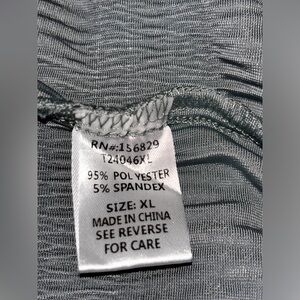 RN#:156829
T24046XL
95% POLYESTER
5% SPANDEX
SIZE: XL
MADE IN CHINA
SEE REVERSE
FOR CARE